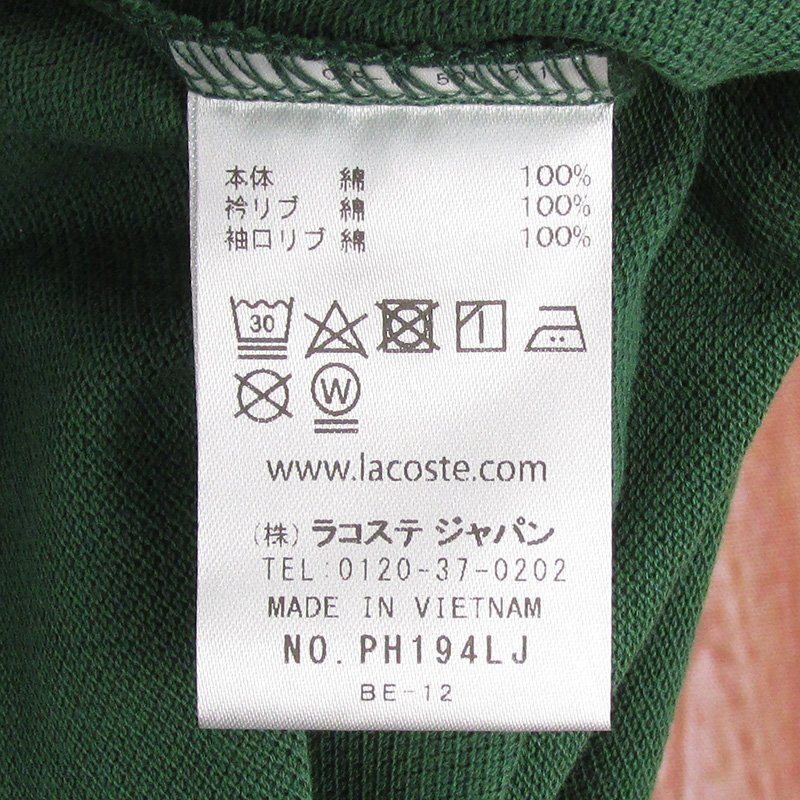 本体 綿 100%
衿リブ 綿 100%
袖口リブ 綿 100%
30
W
www.lacoste.com
(株) ラコステ ジャパン
TEL:0120-37-0202
MADE IN VIETNAM
NO. PH194LJ
BE-12